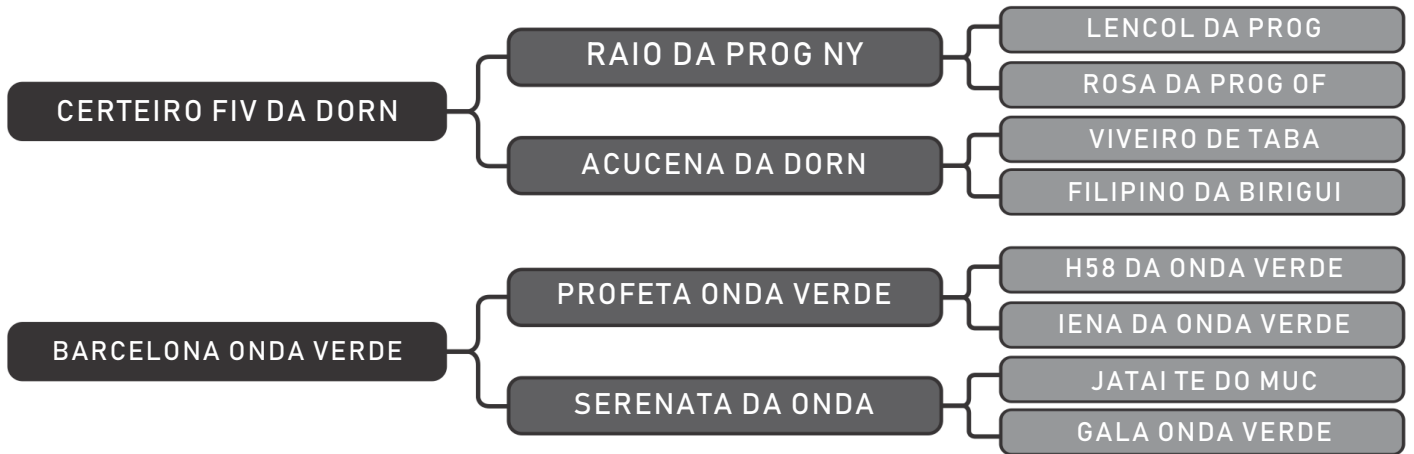 CERTEIRO FIV DA DORN
RAIO DA PROG NY
LENCOL DA PROG
ROSA DA PROG OF
ACUCENA DA DORN
VIVEIRO DE TABA
FILIPINO DA BIRIGUI
BARCELONA ONDA VERDE
PROFETA ONDA VERDE
H58 DA ONDA VERDE
IENA DA ONDA VERDE
SERENATA DA ONDA
JATAI TE DO MUC
GALA ONDA VERDE